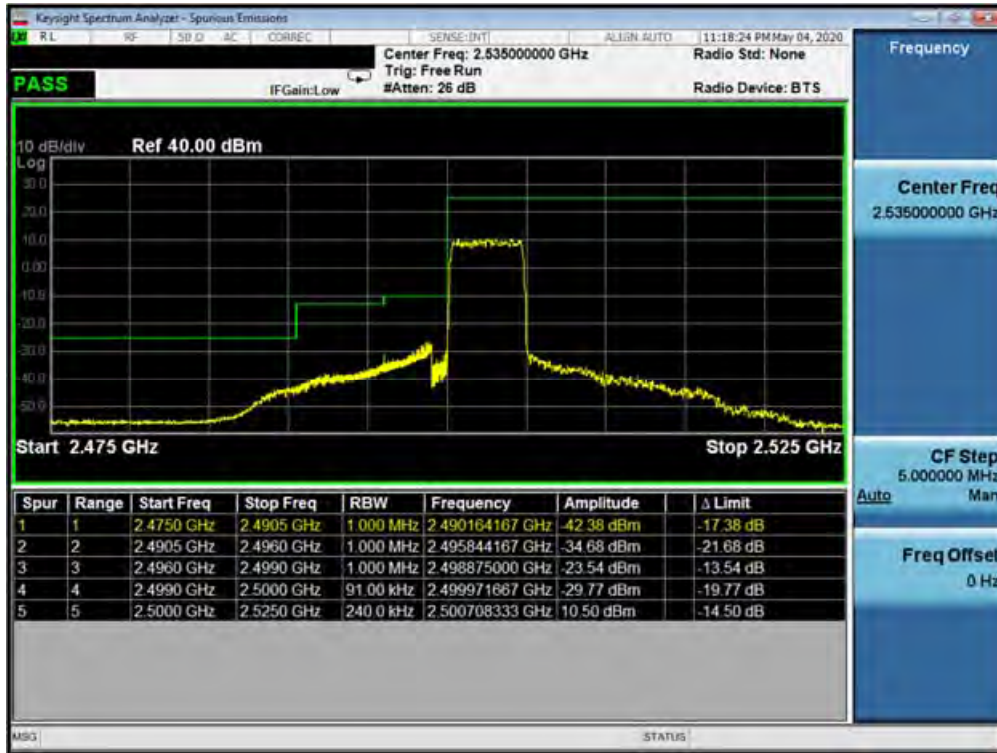 Keysight Spectrum Analyzer - Spurious Emissions
RL RF 50 Ω AC CORREC SENSE:INT ALIGN AUTO 11:18:24 PM May 04, 2020
Center Freq: 2.535000000 GHz Radio Std: None
Trig: Free Run
PASS IFGain:Low #Atten: 26 dB Radio Device: BTS
10 dB/div Ref 40.00 dBm
Log
30.0
20.0
10.0
0.00
-10.0
-20.0
-30.0
-40.0
-50.0
Start 2.475 GHz Stop 2.525 GHz
Spur Range Start Freq Stop Freq RBW Frequency Amplitude Δ Limit
1 1 2.4750 GHz 2.4905 GHz 1.000 MHz 2.490164167 GHz -42.38 dBm -17.38 dB
2 2 2.4905 GHz 2.4960 GHz 1.000 MHz 2.495844167 GHz -34.68 dBm -21.68 dB
3 3 2.4960 GHz 2.4990 GHz 1.000 MHz 2.498875000 GHz -23.54 dBm -13.54 dB
4 4 2.4990 GHz 2.5000 GHz 91.00 kHz 2.499971667 GHz -29.77 dBm -19.77 dB
5 5 2.5000 GHz 2.5250 GHz 240.0 kHz 2.500708333 GHz 10.50 dBm -14.50 dB
MSG STATUS
Frequency
Center Freq
2.535000000 GHz
CF Step
5.000000 MHz
Auto Man
Freq Offset
0 Hz